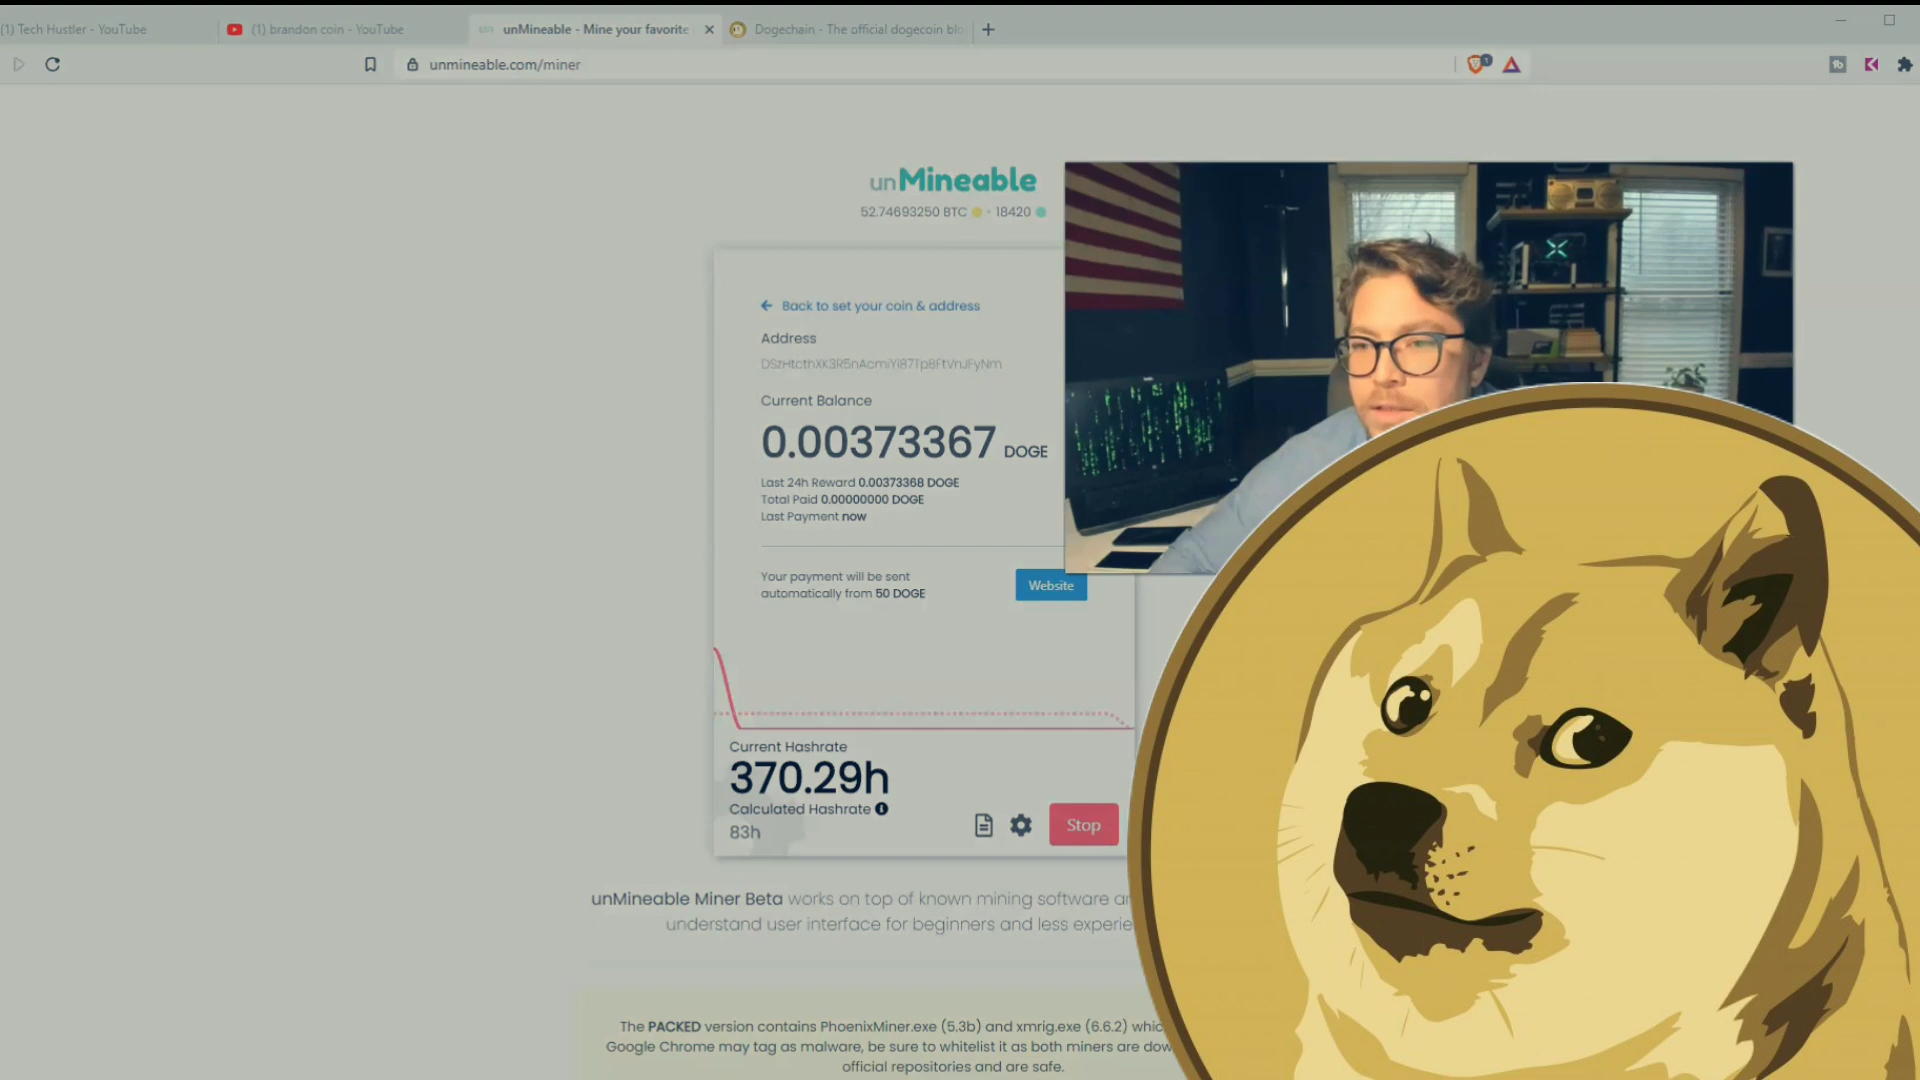 (1) Tech Hustler - YouTube
(1) brandon coin - YouTube
unMineable - Mine your favorite
Dogechain - The official dogecoin blo
unmineable.com/miner
unMineable
52.74693250 BTC • 18420
Back to set your coin & address
Address
DSzHtcthXK3R5nAcmiYi87Tp8FtVnJFyNm
Current Balance
0.00373367 DOGE
Last 24h Reward 0.00373368 DOGE
Total Paid 0.00000000 DOGE
Last Payment now
Your payment will be sent
automatically from 50 DOGE
Website
Current Hashrate
370.29h
Calculated Hashrate
83h
Stop
unMineable Miner Beta works on top of known mining software
understand user interface for beginners and less
The PACKED version contains PhoenixMiner.exe (5.3b) and xmrig.exe (6.6.2)
Google Chrome may tag as malware, be sure to whitelist it as both miners are
official repositories and are safe.